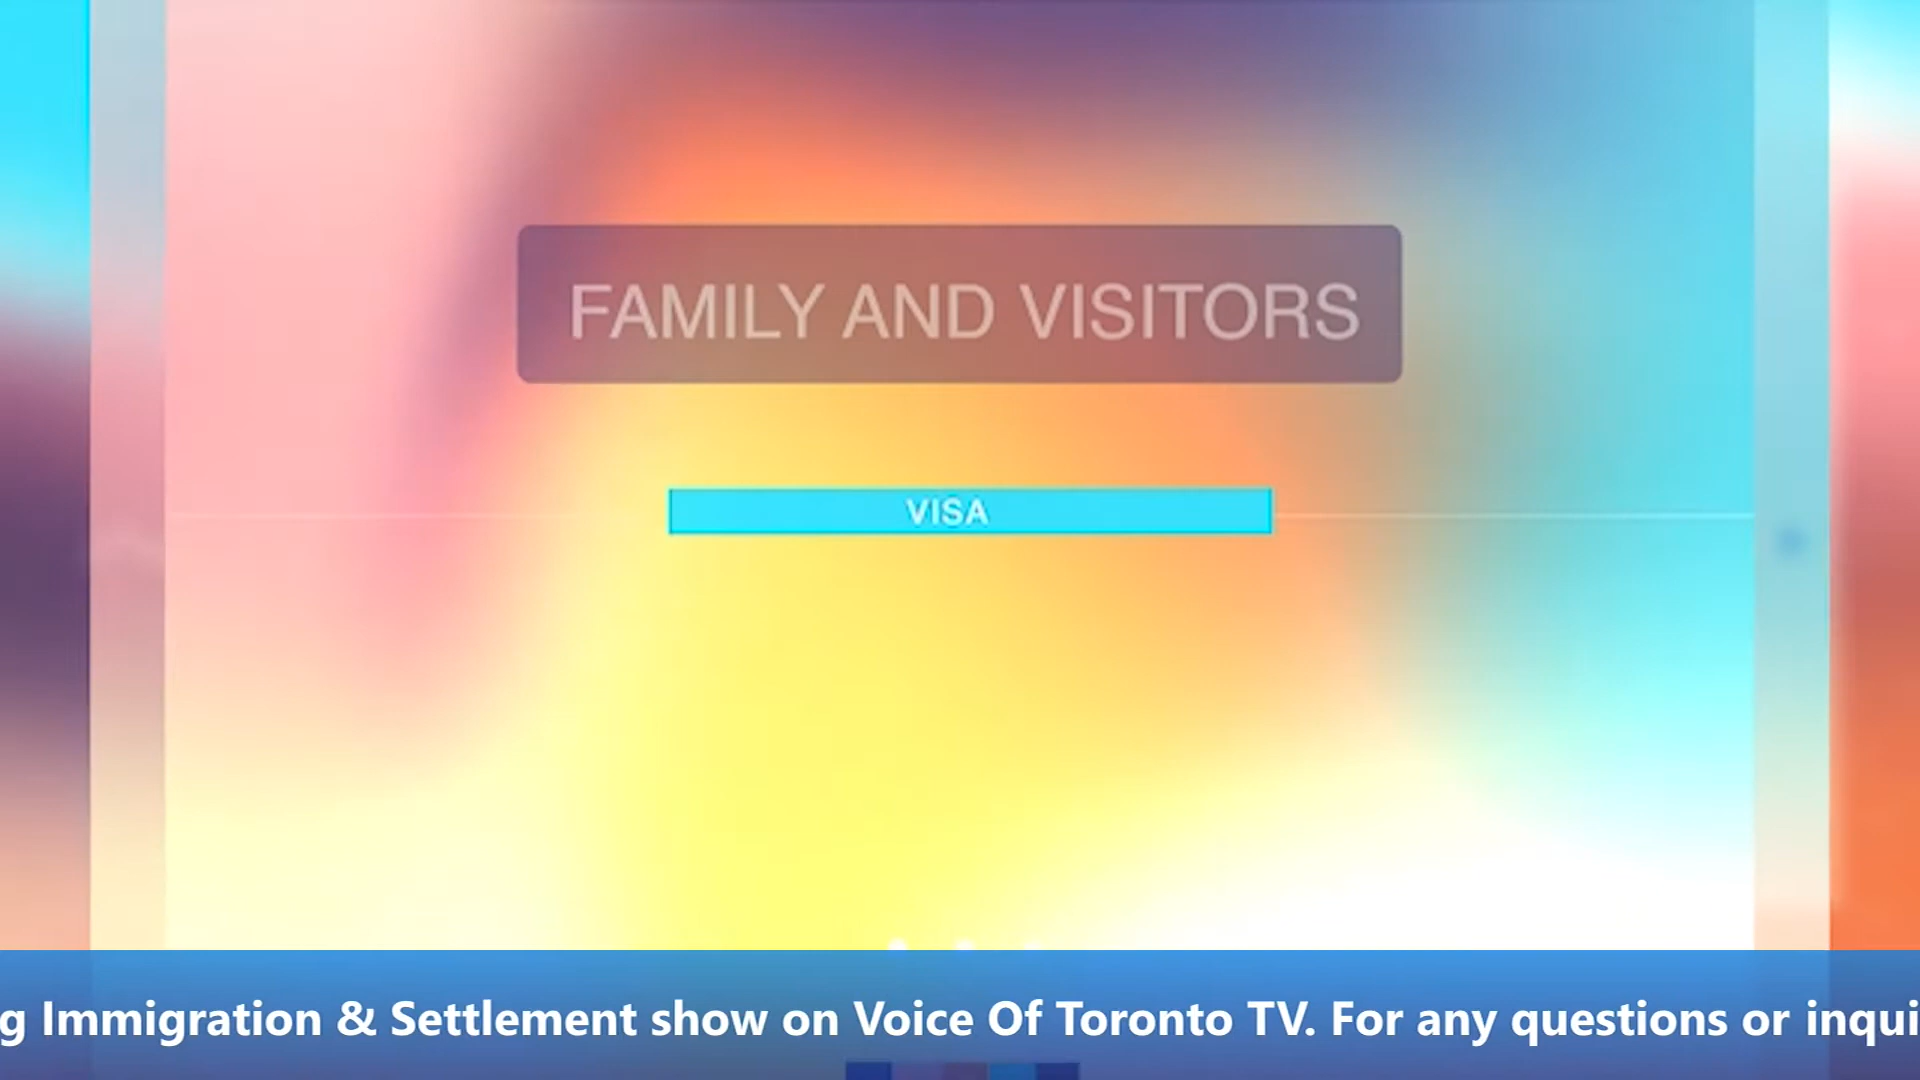 FAMILY AND VISITORS
VISA
g Immigration & Settlement show on Voice Of Toronto TV. For any questions or inqui